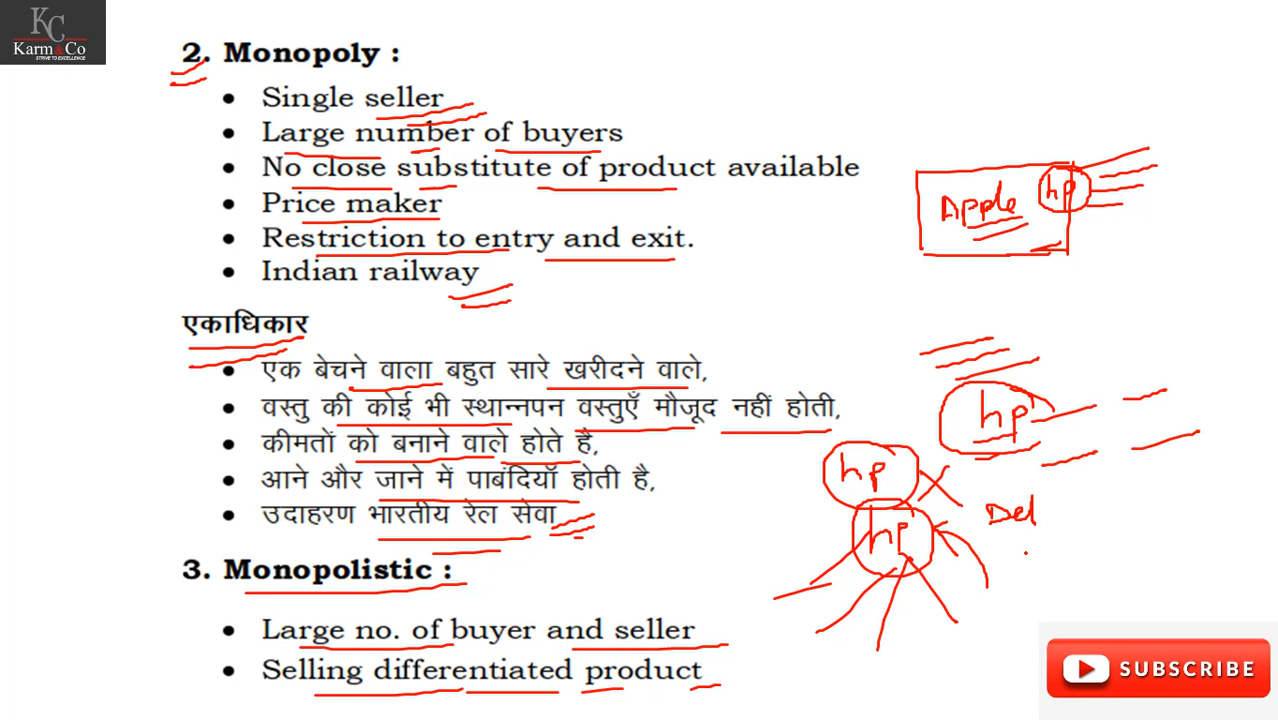 KC
Karm&Co
STRIVE TO EXCELLENCE
2. Monopoly :
• Single seller
• Large number of buyers
• No close substitute of product available
• Price maker
• Restriction to entry and exit.
• Indian railway
एकाधिकार
• एक बेचने वाला बहुत सारे खरीदने वाले,
• वस्तु की कोई भी स्थान्नपन वस्तुएँ मौजूद नहीं होती,
• कीमतों को बनाने वाले होते है,
• आने और जाने में पाबंदियॉ होती है,
• उदाहरण भारतीय रेल सेवा
3. Monopolistic :
• Large no. of buyer and seller
• Selling differentiated product
Apple hp
hp
hp
hp
Del
SUBSCRIBE